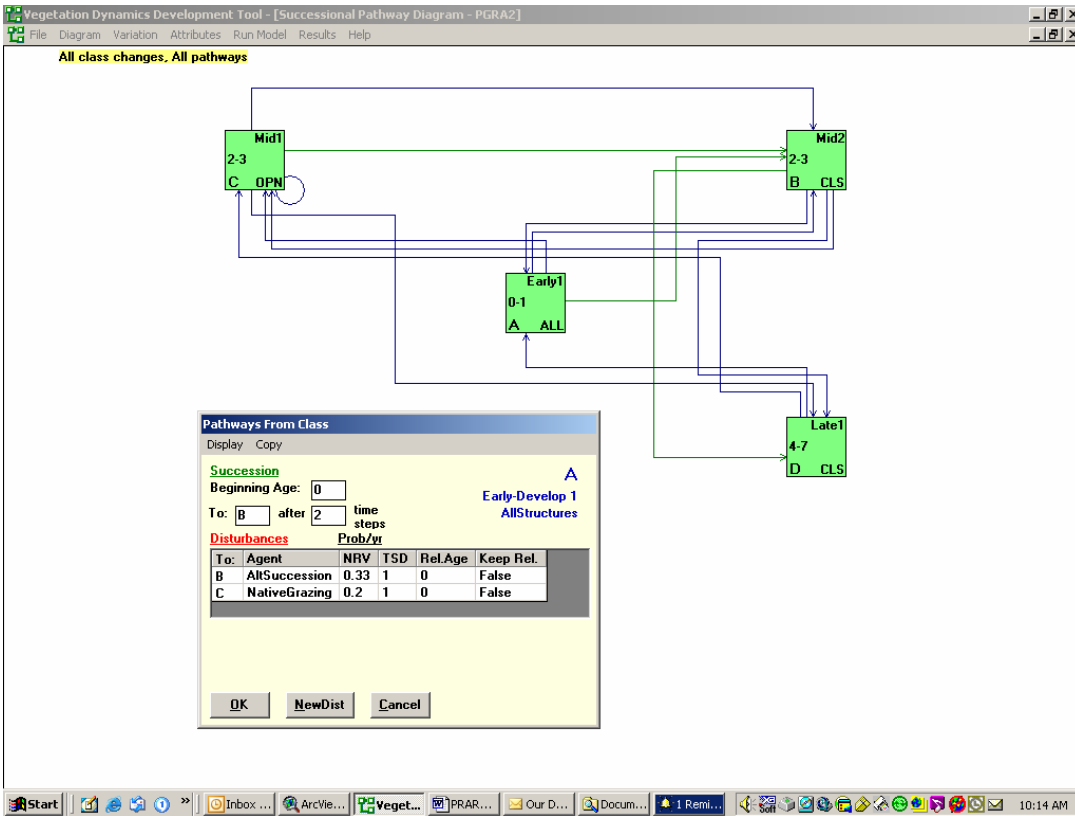 Vegetation Dynamics Development Tool - [Successional Pathway Diagram - PGRA2]
File Diagram Variation Attributes Run Model Results Help
All class changes, All pathways
Mid1
2-3
C OPN
Mid2
2-3
B CLS
Early1
0-1
A ALL
Late1
4-7
D CLS
Pathways From Class
Display Copy
Succession
A
Beginning Age: 0
Early-Develop 1
To: B after 2 time steps
AllStructures
Disturbances Prob/yr
To: Agent NRV TSD Rel.Age Keep Rel.
B AltSuccession 0.33 1 0 False
C NativeGrazing 0.2 1 0 False
OK NewDist Cancel
Start » Inbox ... ArcVie... Veget... PRAR... Our D... Docum... 1 Remi... 10:14 AM